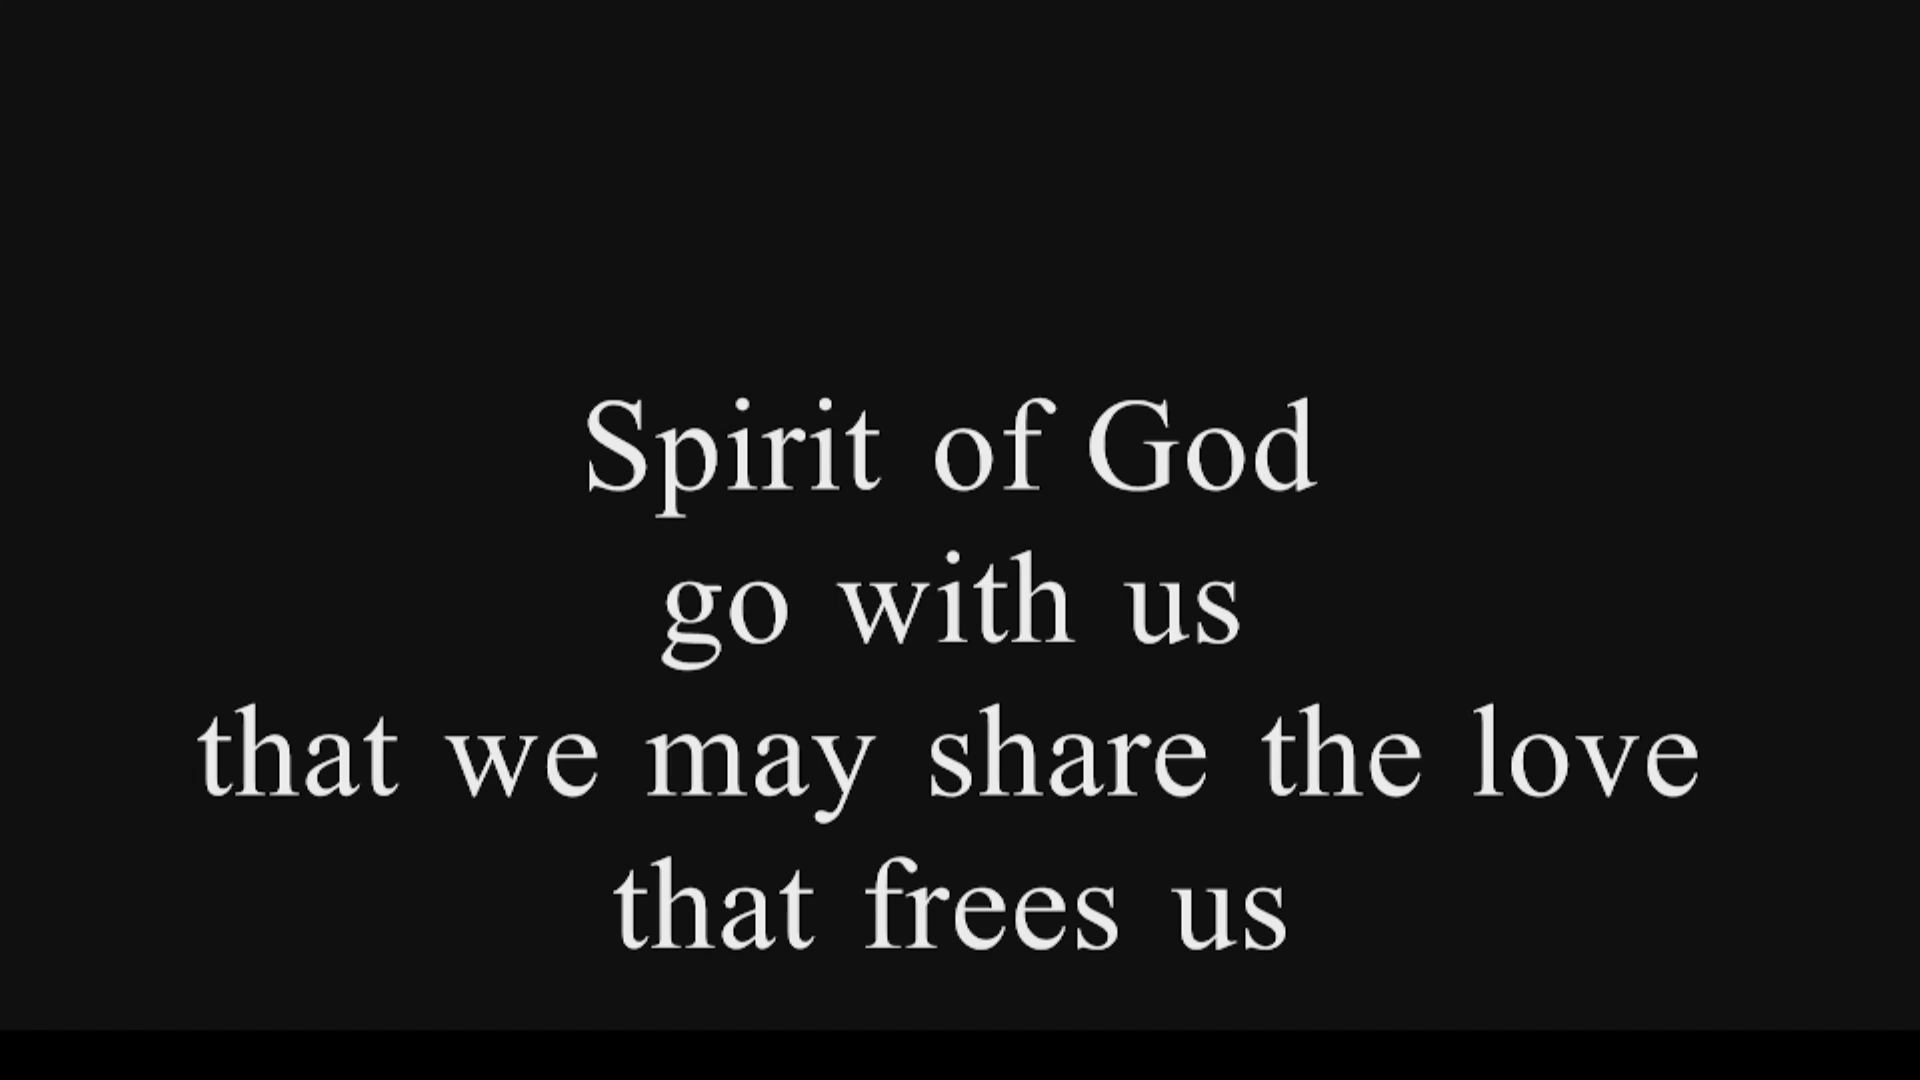 Spirit of God
go with us
that we may share the love
that frees us